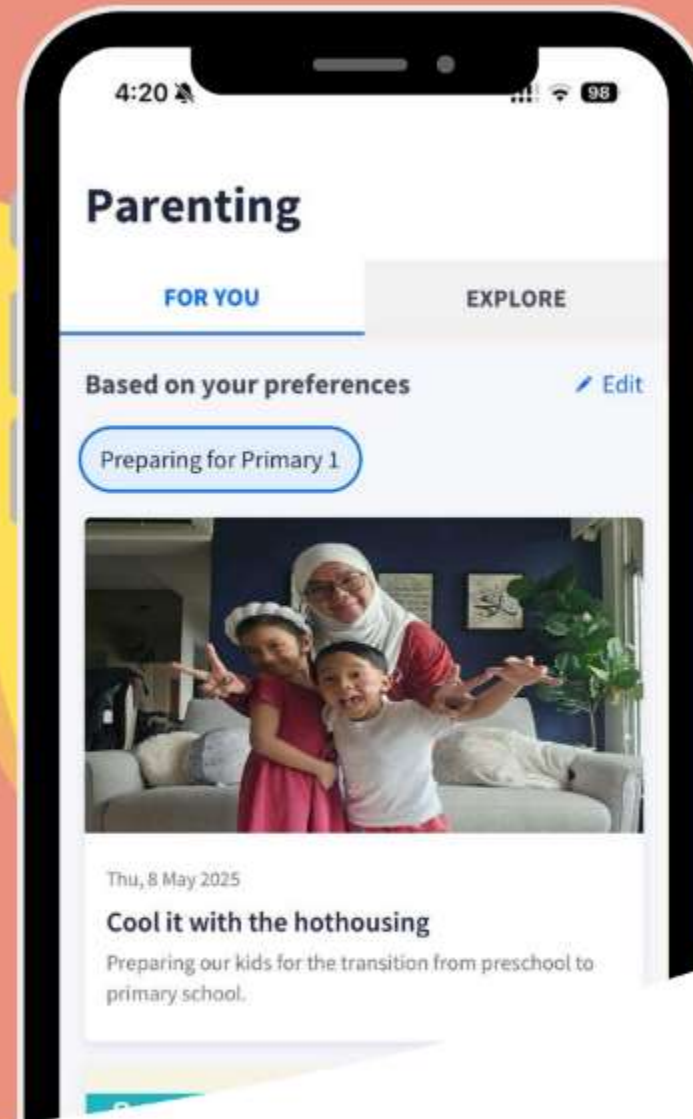 4:20
98
Parenting
FOR YOU
EXPLORE
Based on your preferences
Edit
Preparing for Primary 1
Thu, 8 May 2025
Cool it with the hothousing
Preparing our kids for the transition from preschool to
primary school.